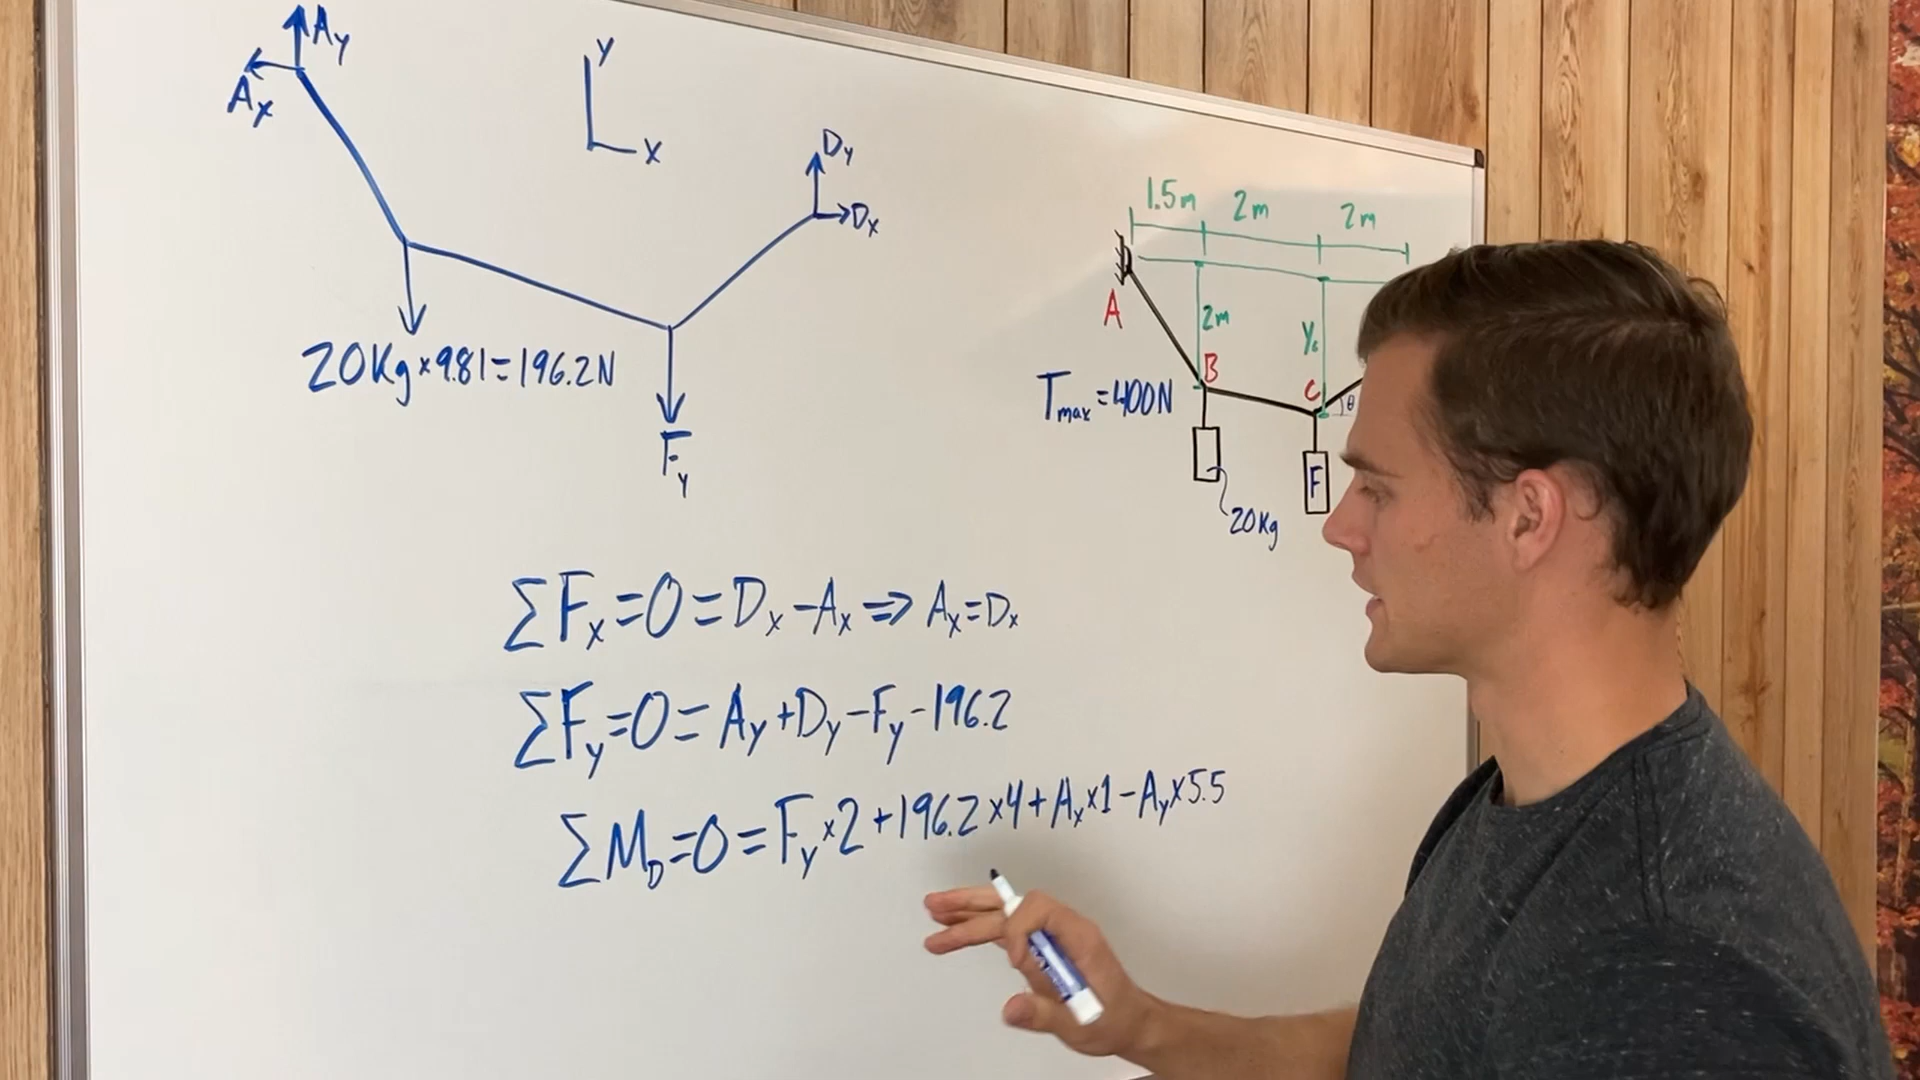 Ay
Ax
Y
X
Dy
Dx
20Kg×9.81=196.2N
Fy
1.5m 2m 2m
A
2m
Yc
B
C
θ
Tmax=400N
F
20Kg
ΣFx=0=Dx-Ax⇒Ax=Dx
ΣFy=0=Ay+Dy-Fy-196.2
ΣMD=0=Fy×2+196.2×4+Ax×1-Ay×5.5